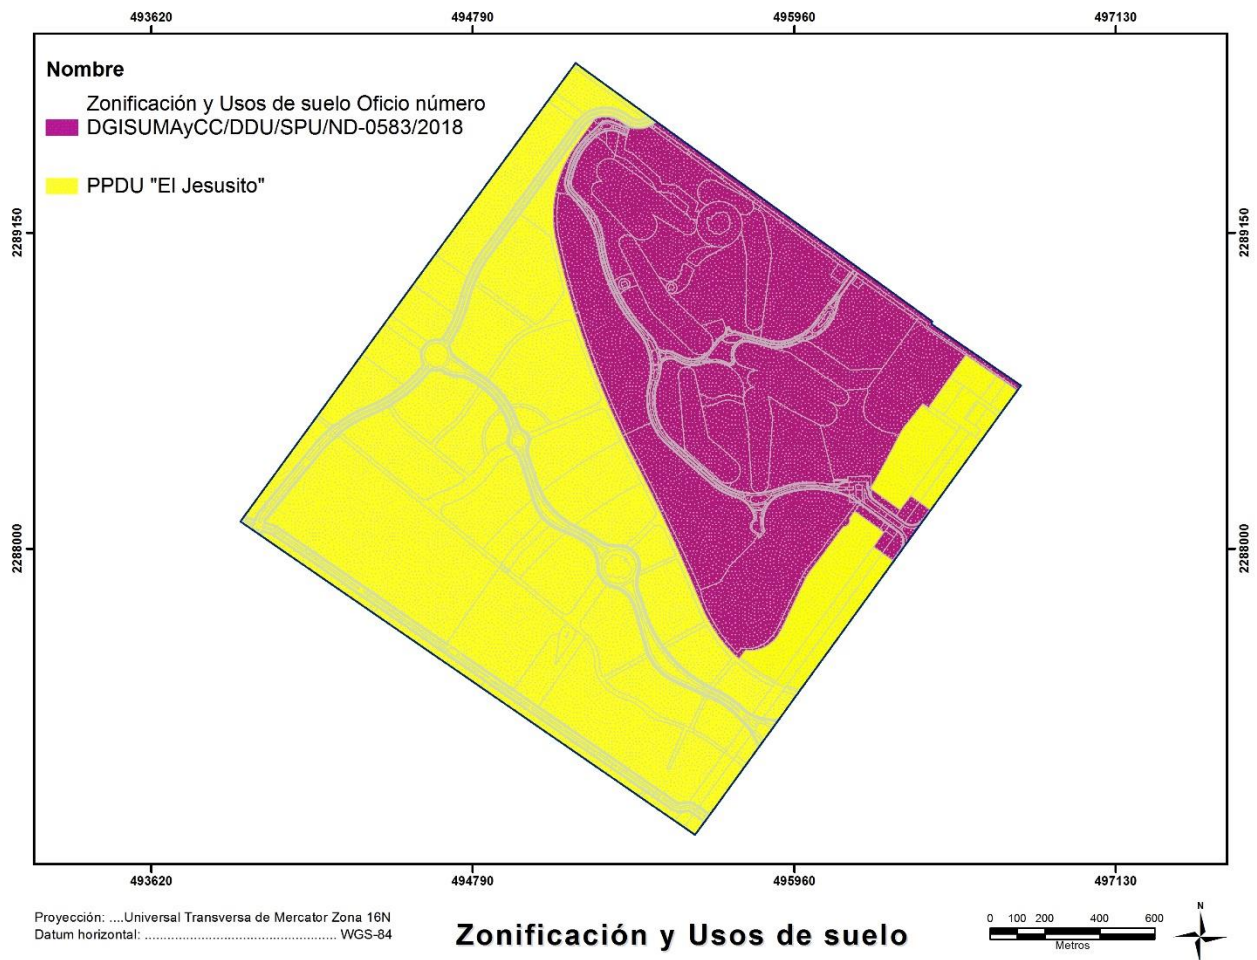 493620 494790 495960 497130
Nombre
Zonificación y Usos de suelo Oficio número
DGISUMAyCC/DDU/SPU/ND-0583/2018
PPDU "El Jesusito"
2289150 2289150
2288000 2288000
493620 494790 495960 497130
Proyección: ....Universal Transversa de Mercator Zona 16N
Datum horizontal: .................................................. WGS-84
Zonificación y Usos de suelo
0 100 200 400 600
Metros
N